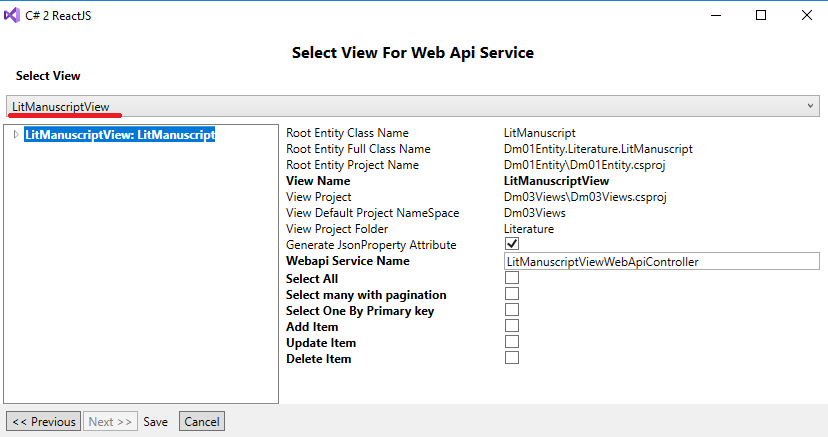 C# 2 ReactJS
Select View For Web Api Service
Select View
LitManuscriptView
LitManuscriptView: LitManuscript
Root Entity Class Name LitManuscript
Root Entity Full Class Name Dm01Entity.Literature.LitManuscript
Root Entity Project Name Dm01Entity\Dm01Entity.csproj
View Name LitManuscriptView
View Project Dm03Views\Dm03Views.csproj
View Default Project NameSpace Dm03Views
View Project Folder Literature
Generate JsonProperty Attribute
Webapi Service Name LitManuscriptViewWebApiController
Select All
Select many with pagination
Select One By Primary key
Add Item
Update Item
Delete Item
<< Previous Next >> Save Cancel